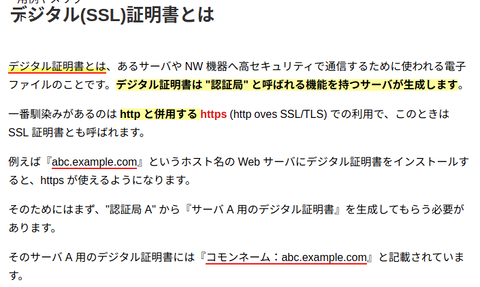 デジタル(SSL)証明書とは
デジタル証明書とは、あるサーバや NW 機器へ高セキュリティで通信するために使われる電子
ファイルのことです。デジタル証明書は "認証局" と呼ばれる機能を持つサーバが生成します。
一番馴染みがあるのは http と併用する https (http oves SSL/TLS) での利用で、このときは
SSL 証明書とも呼ばれます。
例えば『abc.example.com』というホスト名の Web サーバにデジタル証明書をインストールす
ると、https が使えるようになります。
そのためにはまず、"認証局 A" から『サーバ A 用のデジタル証明書』を生成してもらう必要が
あります。
そのサーバ A 用のデジタル証明書には『コモンネーム：abc.example.com』と記載されていま
す。